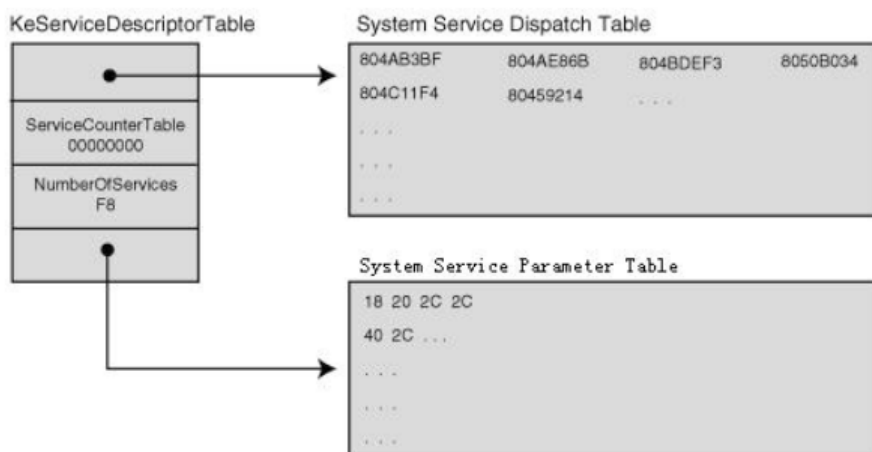 KeServiceDescriptorTable
ServiceCounterTable
00000000
NumberOfServices
F8
System Service Dispatch Table
804AB3BF 804AE86B 804BDEF3 8050B034
804C11F4 80459214 . . .
. . .
. . .
. . .
System Service Parameter Table
18 20 2C 2C
40 2C ...
. . .
. . .
. . .